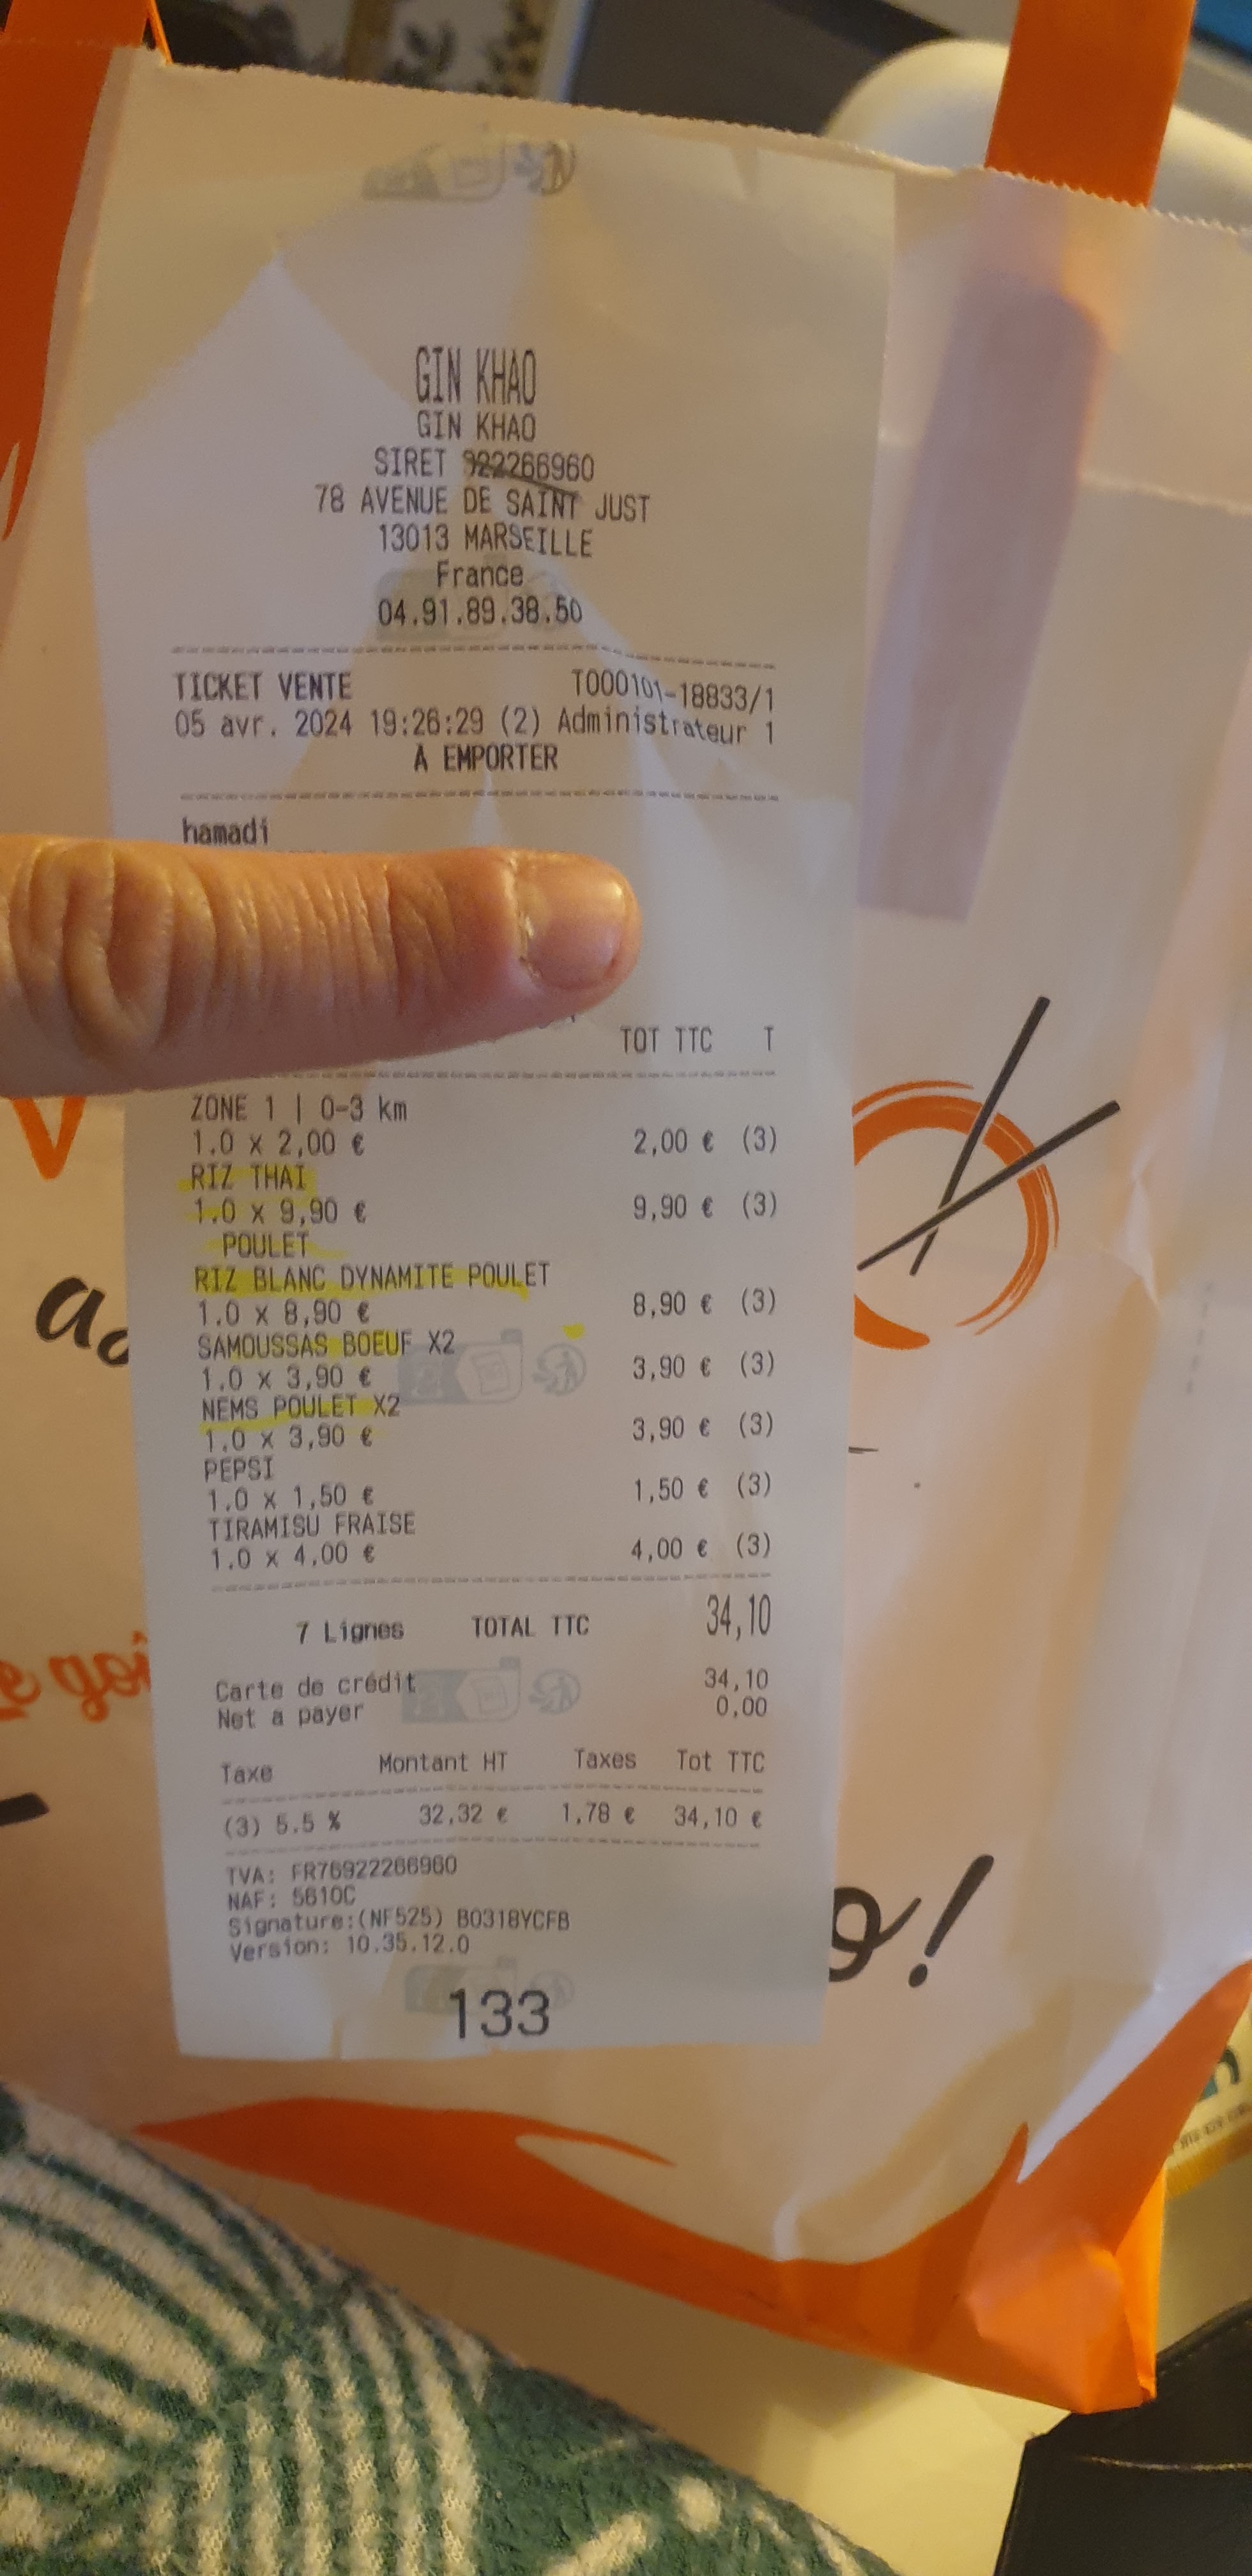 GIN KHAO
GIN KHAO
SIRET 922266960
78 AVENUE DE SAINT JUST
13013 MARSEILLE
France
04.91.89.38.50
TICKET VENTE T000101-18833/1
05 avr. 2024 19:26:29 (2) Administrateur 1
A EMPORTER
hamadi
TOT TTC T
ZONE 1 | 0-3 km
1.0 x 2,00 € 2,00 € (3)
RIZ THAI
1.0 x 9,90 € 9,90 € (3)
POULET
RIZ BLANC DYNAMITE POULET
1.0 x 8,90 € 8,90 € (3)
SAMOUSSAS BOEUF X2
1.0 x 3,90 € 3,90 € (3)
NEMS POULET X2
1.0 x 3,90 € 3,90 € (3)
PEPSI
1.0 x 1,50 € 1,50 € (3)
TIRAMISU FRAISE
1.0 x 4,00 € 4,00 € (3)
7 Lignes TOTAL TTC 34,10
Carte de crédit 34,10
Net a payer 0,00
Taxe Montant HT Taxes Tot TTC
(3) 5.5 % 32,32 € 1,78 € 34,10 €
TVA: FR76922266960
NAF: 5610C
Signature:(NF525) B0318YCFB
Version: 10.35.12.0
133